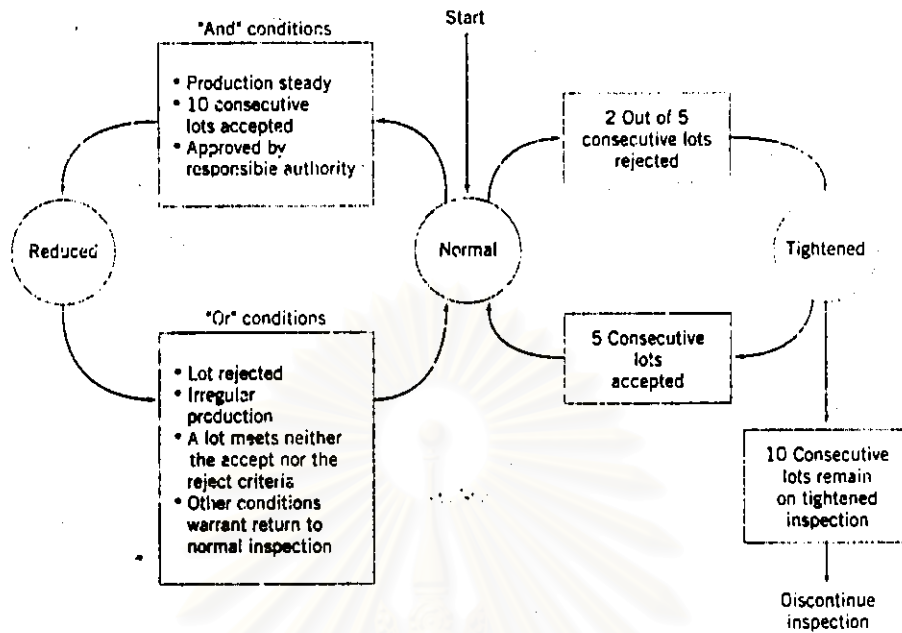 Start
"And" conditions
• Production steady
• 10 consecutive
lots accepted
• Approved by
responsible authority
2 Out of 5
consecutive lots
rejected
Reduced
Normal
Tightened
"Or" conditions
• Lot rejected
• Irregular
production
• A lot meets neither
the accept nor the
reject criteria
• Other conditions
warrant return to
normal inspection
5 Consecutive
lots
accepted
10 Consecutive
lots remain
on tightened
inspection
Discontinue
inspection